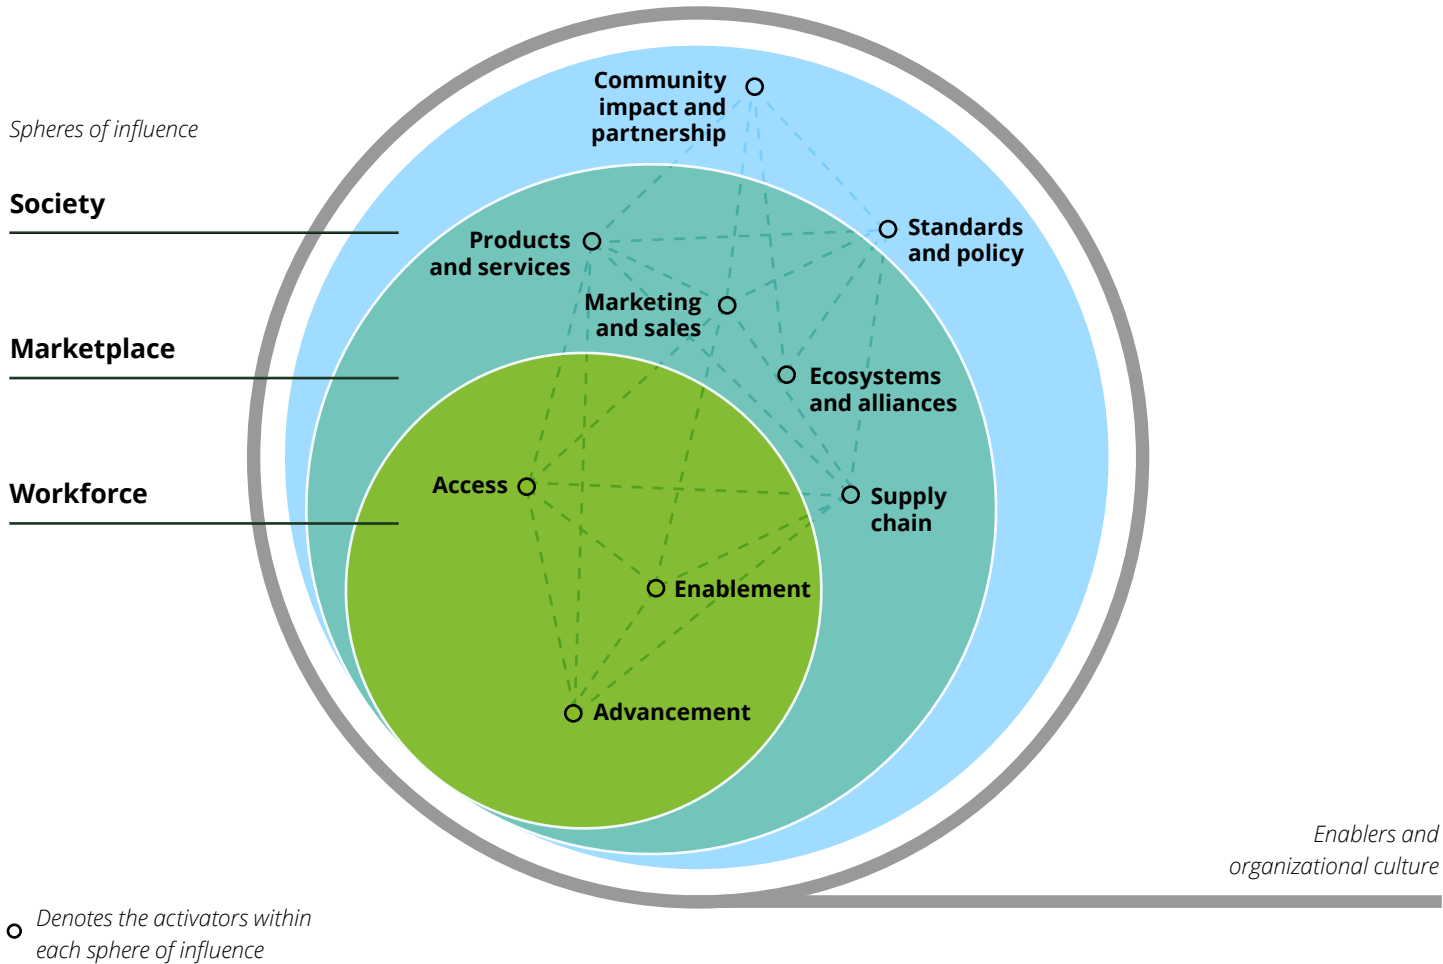 Spheres of influence
Society
Marketplace
Workforce
Community
impact and
partnership
Standards
and policy
Products
and services
Marketing
and sales
Ecosystems
and alliances
Access
Supply
chain
Enablement
Advancement
Enablers and
organizational culture
Denotes the activators within
each sphere of influence